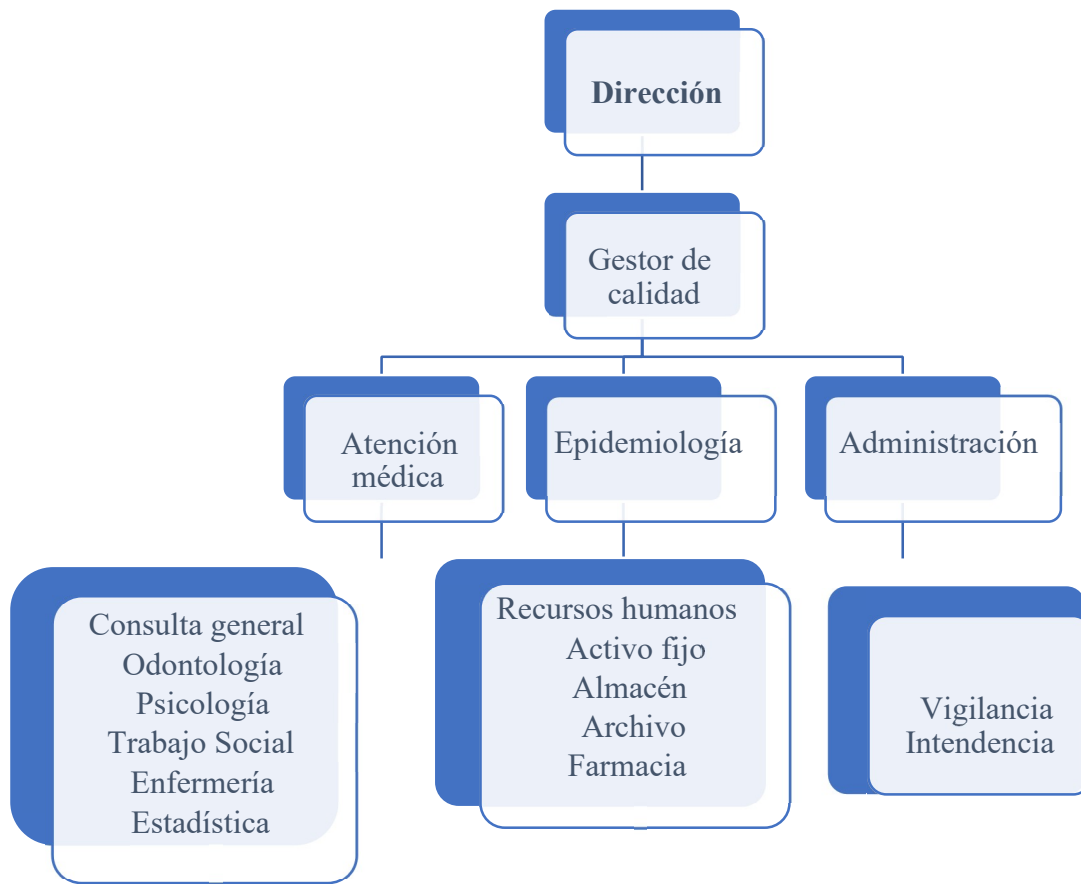 Dirección
Gestor de
calidad
Atención
médica
Epidemiología
Administración
Consulta general
Odontología
Psicología
Trabajo Social
Enfermería
Estadística
Recursos humanos
Activo fijo
Almacén
Archivo
Farmacia
Vigilancia
Intendencia